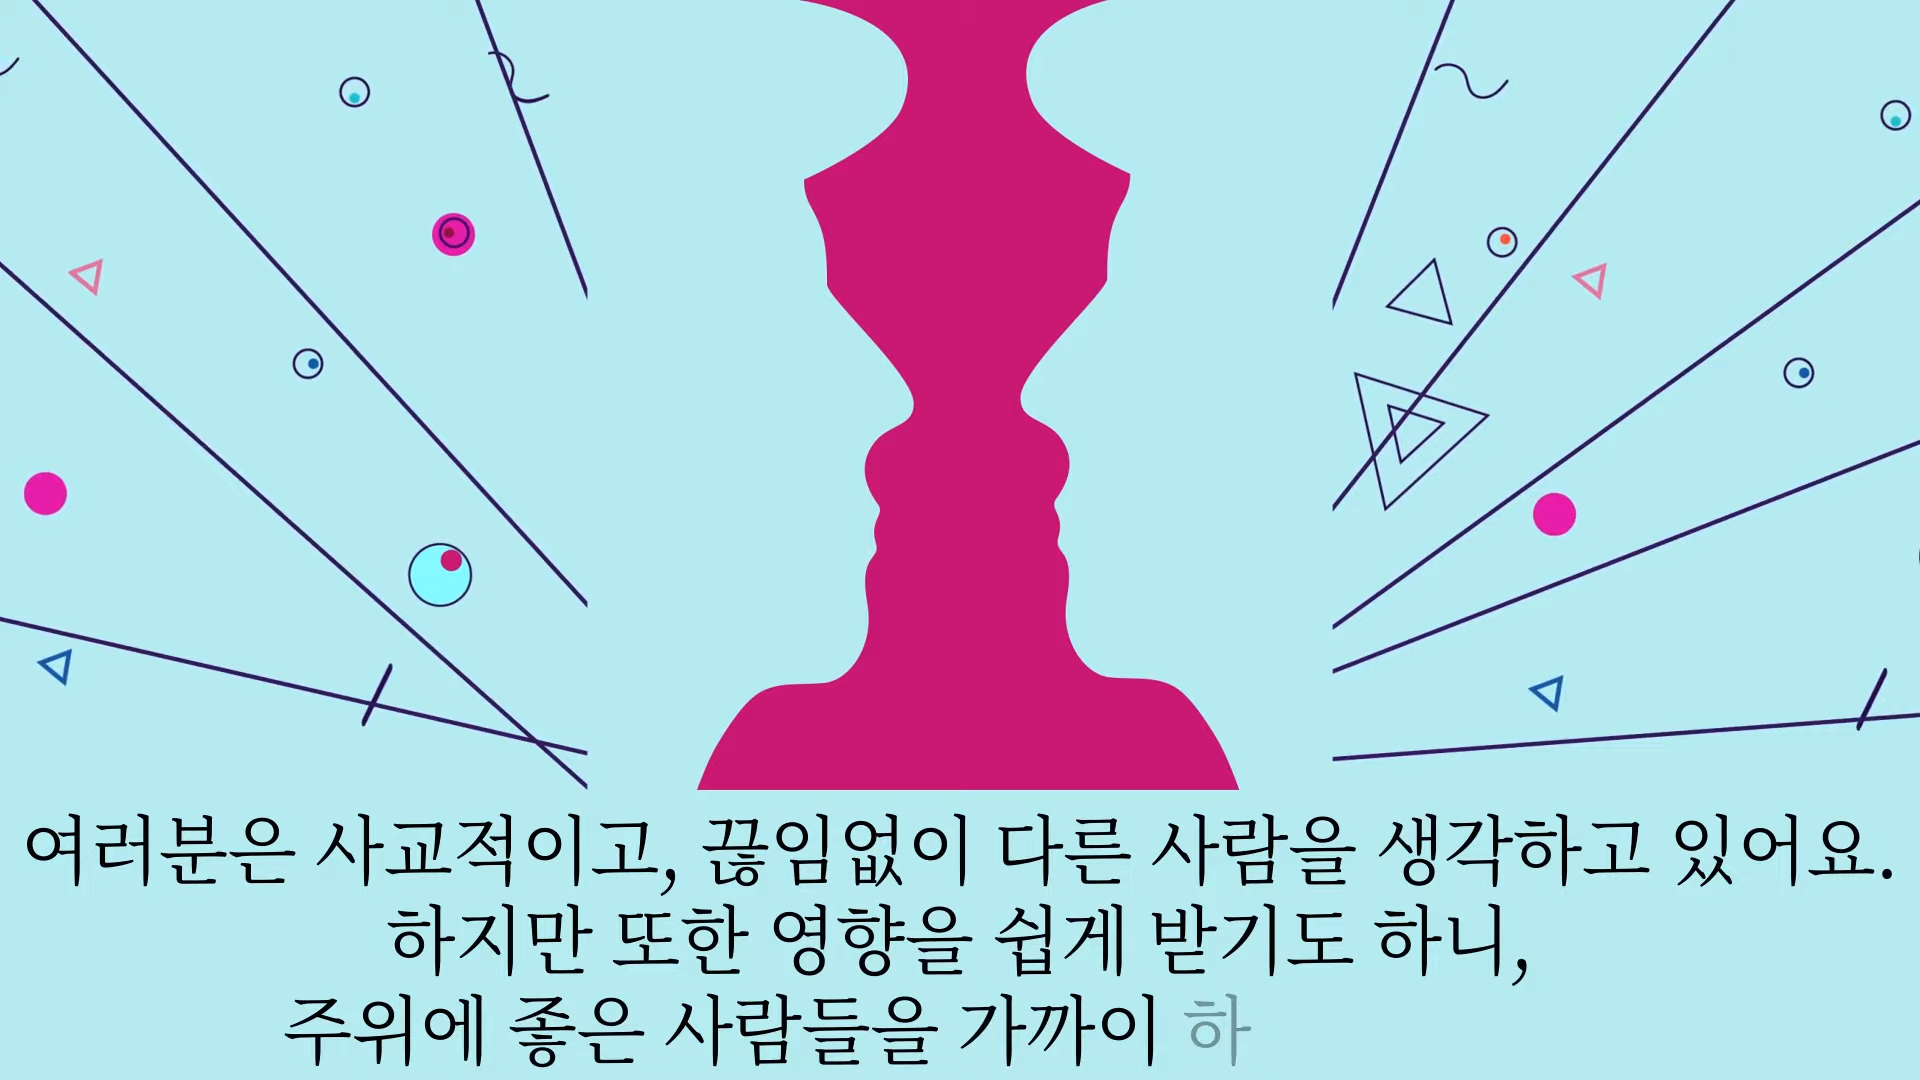 여러분은 사교적이고, 끊임없이 다른 사람을 생각하고 있어요.
하지만 또한 영향을 쉽게 받기도 하니,
주위에 좋은 사람들을 가까이 하